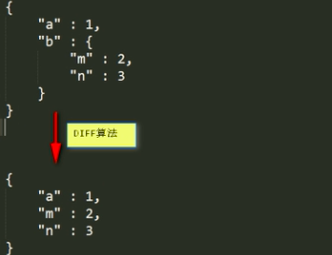 {
"a" : 1,
"b" : {
"m" : 2,
"n" : 3
}
}
DIFF算法
{
"a" : 1,
"m" : 2,
"n" : 3
}